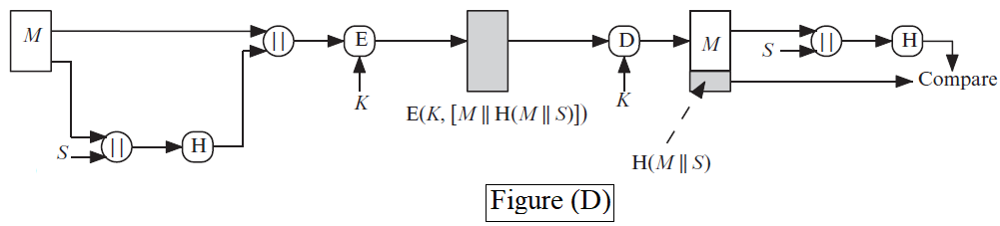 M || E D M S || H
K K Compare
E(K, [M || H(M || S)])
S || H
H(M || S)
Figure (D)